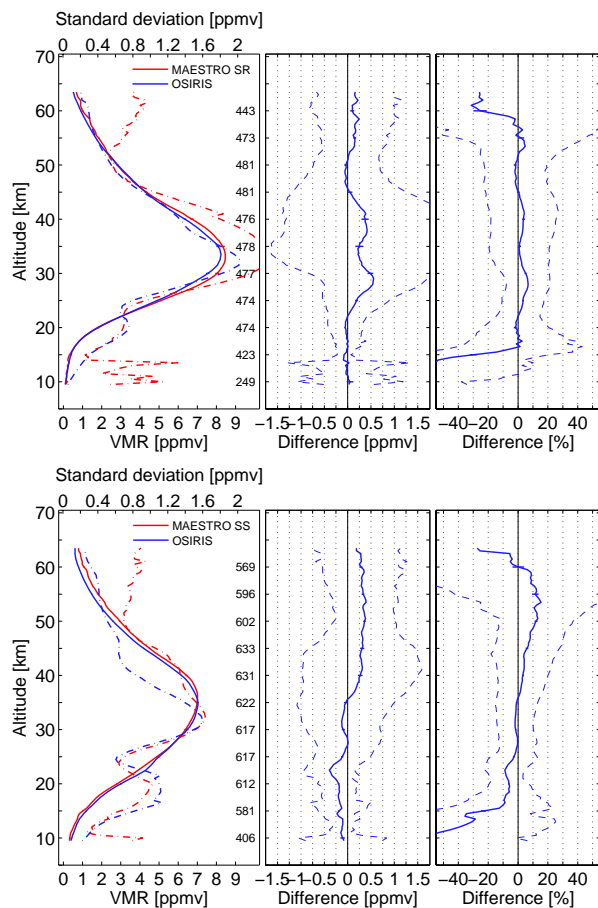 Standard deviation [ppmv]
0 0.4 0.8 1.2 1.6 2
70
60
50
40
30
20
10
Altitude [km]
MAESTRO SR
OSIRIS
443
473
481
481
476
478
477
474
474
423
249
0 1 2 3 4 5 6 7 8 9
VMR [ppmv]
−1.5 −1 −0.5 0 0.5 1 1.5
Difference [ppmv]
−40 −20 0 20 40
Difference [%]
Standard deviation [ppmv]
0 0.4 0.8 1.2 1.6 2
70
60
50
40
30
20
10
Altitude [km]
MAESTRO SS
OSIRIS
569
596
602
633
631
622
617
617
612
581
406
0 1 2 3 4 5 6 7 8 9
VMR [ppmv]
−1.5 −1 −0.5 0 0.5 1 1.5
Difference [ppmv]
−40 −20 0 20 40
Difference [%]